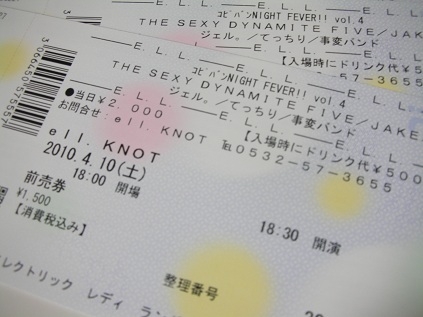 コピバンNIGHT FEVER!! vol.4
THE SEXY DYNAMITE FIVE/JAKE
ジェル。/てっちり/事変バンド
E.L.L.
【入場時にドリンク代¥5
57-3655
E.L.L.
コピバンNIGHT FEVER!! vol.4
THE SEXY DYNAMITE FIVE/JAKE
ジェル。/てっちり/事変バンド
E.L.L.
【入場時にドリンク代¥500
●当日¥2,000
お問合せ:ell. KNOT ℡0532-57-3655
ell. KNOT
2010.4.10(土)
18:00 開場
18:30 開演
前売券
¥1,500
【消費税込み】
整理番号
レクトリック レディ ラン